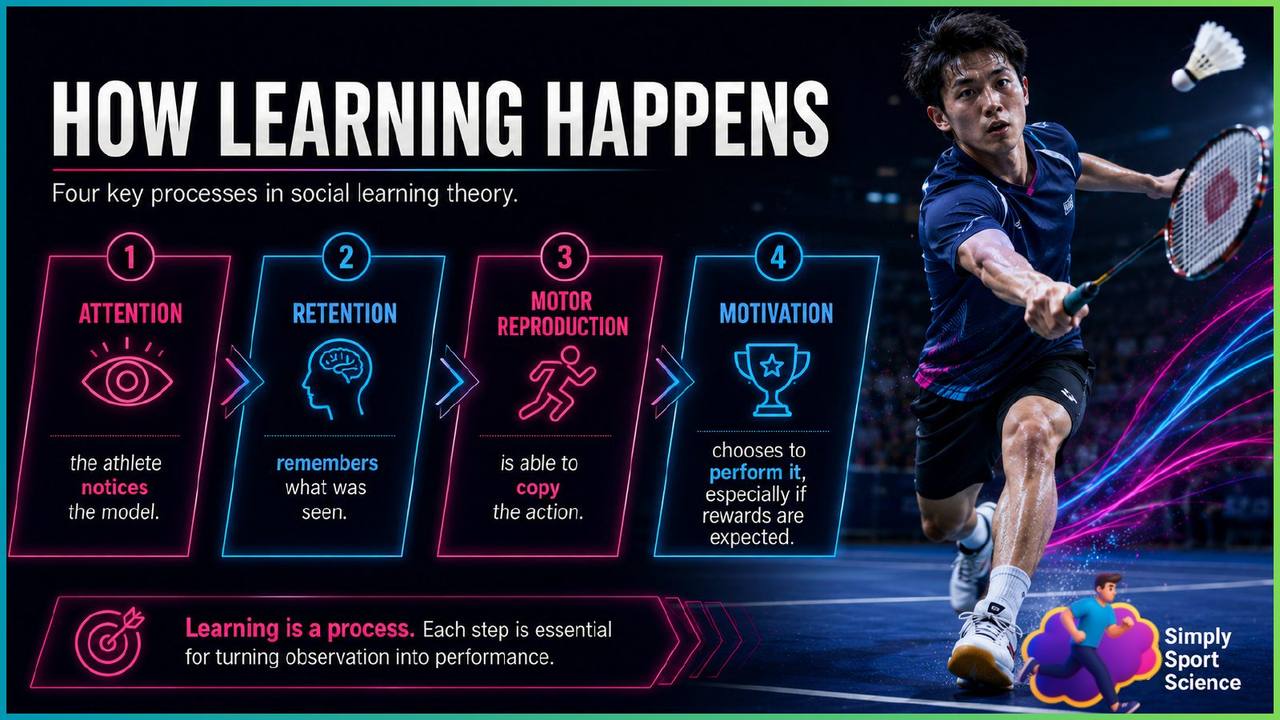 HOW LEARNING HAPPENS
Four key processes in social learning theory.
1
ATTENTION
the athlete
notices
the model.
2
RETENTION
remembers
what was
seen.
3
MOTOR
REPRODUCTION
is able to
copy
the action.
4
MOTIVATION
chooses to
perform it,
especially if
rewards are
expected.
Learning is a process. Each step is essential
for turning observation into performance.
Simply
Sport
Science